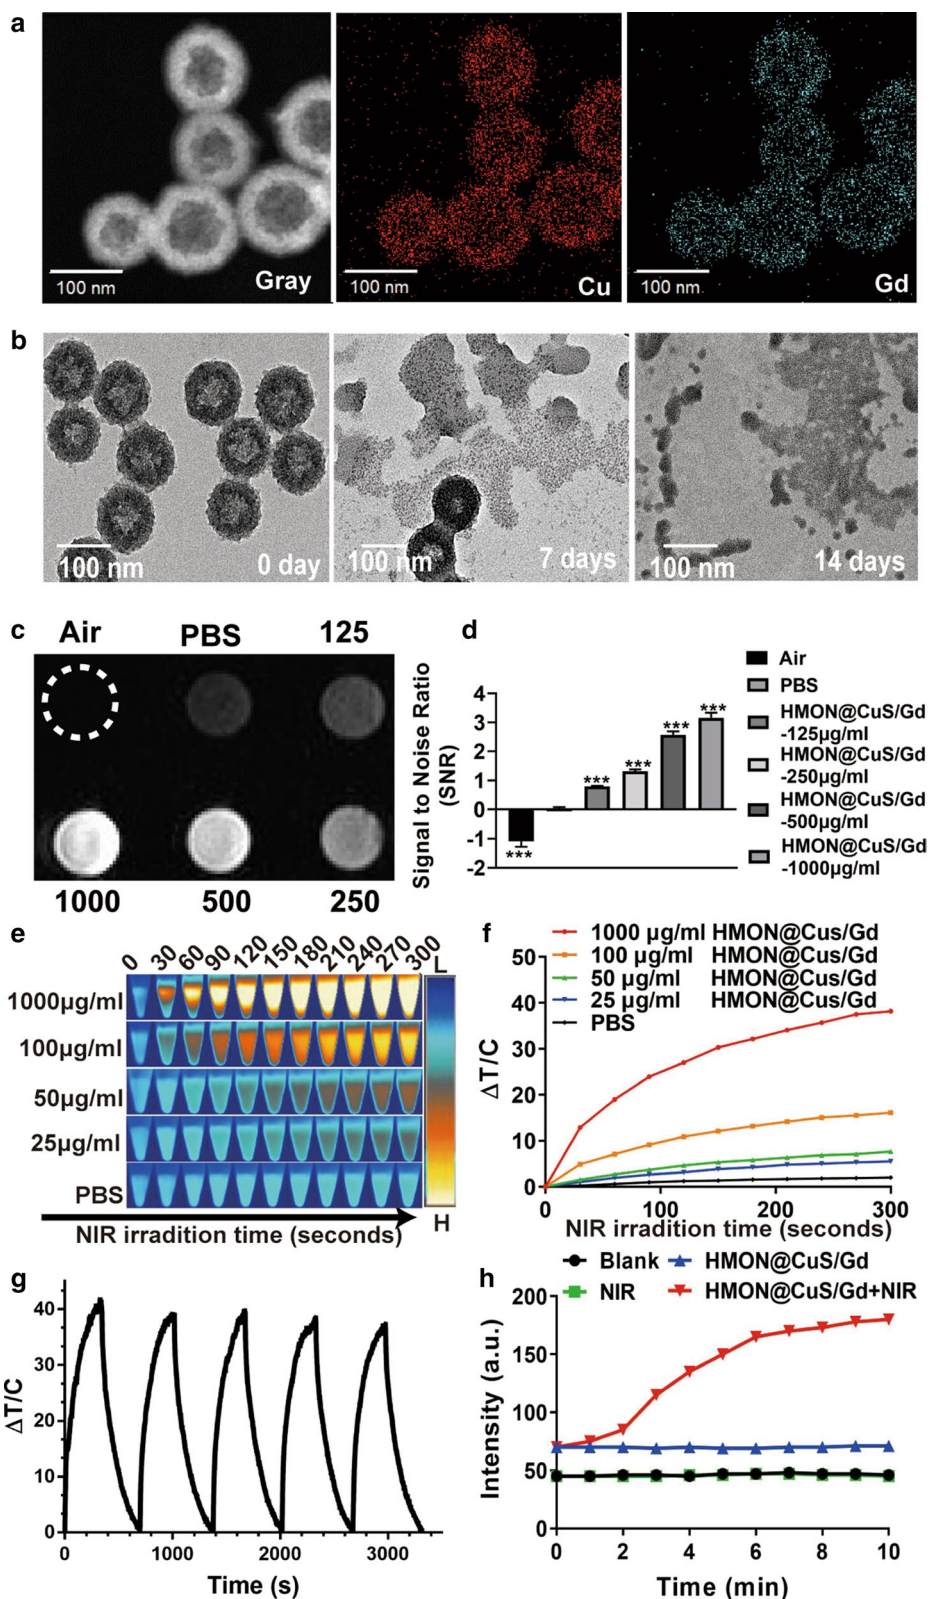 a
100 nm
Gray
100 nm
Cu
100 nm
Gd
b
100 nm
0 day
100 nm
7 days
100 nm
14 days
c
Air
PBS
125
1000
500
250
d
Signal to Noise Ratio
(SNR)
4
3
2
1
0
-1
-2
***
***
***
***
***
Air
PBS
HMON@CuS/Gd
-125µg/ml
HMON@CuS/Gd
-250µg/ml
HMON@CuS/Gd
-500µg/ml
HMON@CuS/Gd
-1000µg/ml
e
0 30 60 90 120 150 180 210 240 270 300
L
1000µg/ml
100µg/ml
50µg/ml
25µg/ml
PBS
H
NIR irradition time (seconds)
f
1000 µg/ml HMON@Cus/Gd
100 µg/ml HMON@Cus/Gd
50 µg/ml HMON@Cus/Gd
25 µg/ml HMON@Cus/Gd
PBS
ΔT/C
50
40
30
20
10
0
0 100 200 300
NIR irradition time (seconds)
g
ΔT/C
40
30
20
10
0
0 1000 2000 3000
Time (s)
h
Blank
HMON@CuS/Gd
NIR
HMON@CuS/Gd+NIR
Intensity (a.u.)
200
150
100
50
0
0 2 4 6 8 10
Time (min)